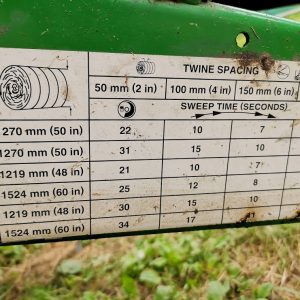 TWINE SPACING
50 mm (2 in) 100 mm (4 in) 150 mm (6 in)
SWEEP TIME (SECONDS)
270 mm (50 in) 22 10 7
1270 mm (50 in) 31 15 10
1219 mm (48 in) 21 10 7
1524 mm (60 in) 25 12 8
1219 mm (48 in) 30 15 10
1524 mm (60 in) 34 17